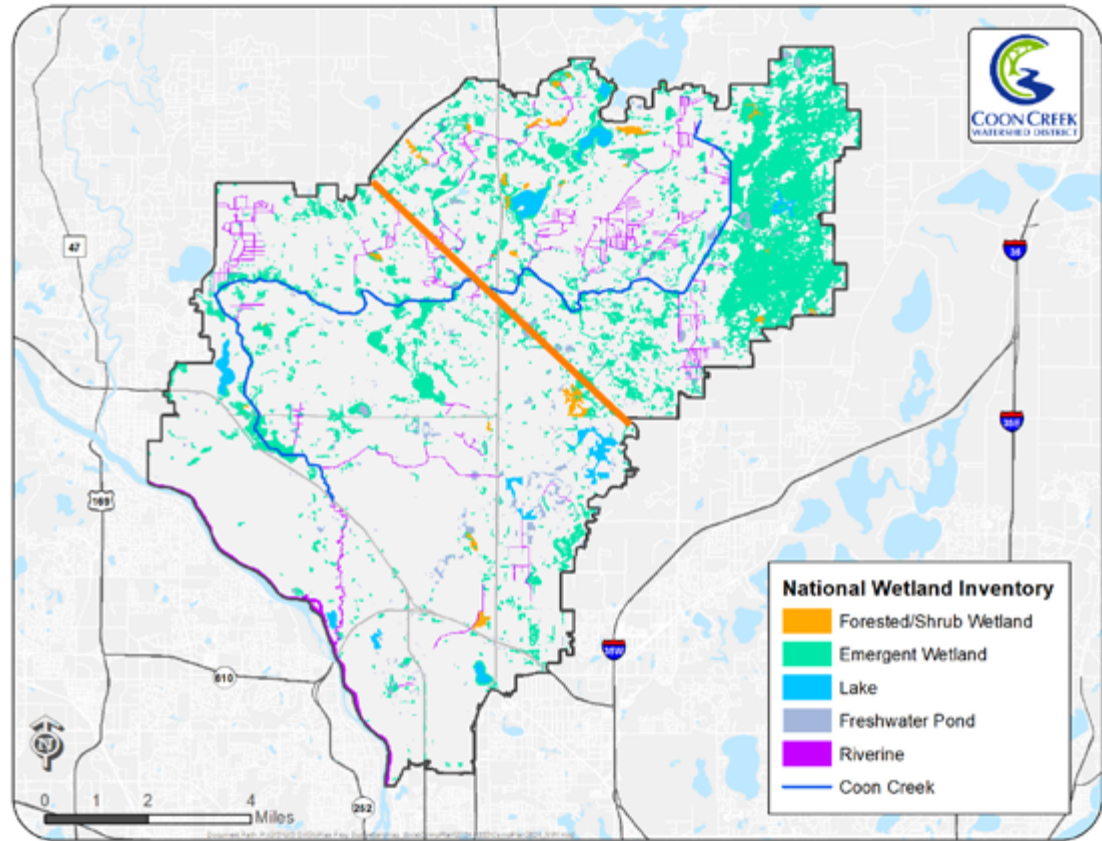 COON CREEK
WATERSHED DISTRICT
47
35
169
35E
35W
610
252
N
0 1 2 4
Miles
National Wetland Inventory
Forested/Shrub Wetland
Emergent Wetland
Lake
Freshwater Pond
Riverine
Coon Creek